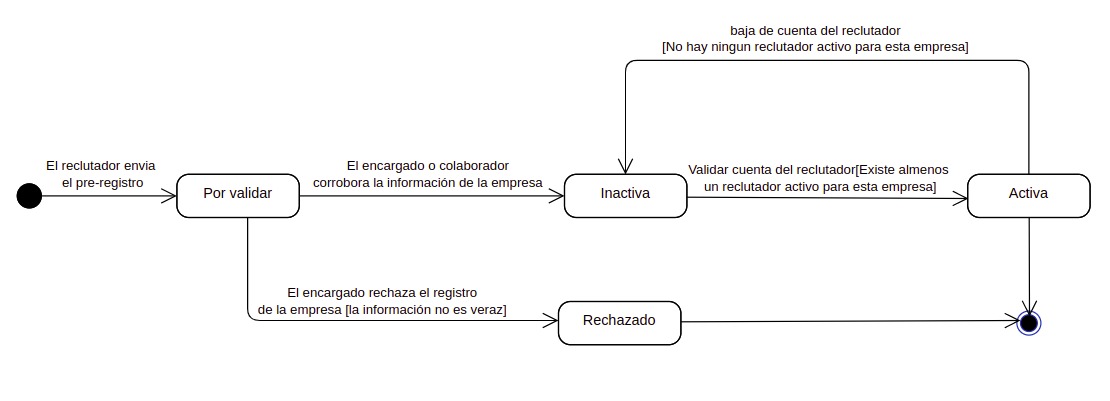 baja de cuenta del reclutador
[No hay ningun reclutador activo para esta empresa]
El reclutador envia
el pre-registro
El encargado o colaborador
corrobora la información de la empresa
Validar cuenta del reclutador[Existe almenos
un reclutador activo para esta empresa]
Por validar
Inactiva
Activa
El encargado rechaza el registro
de la empresa [la información no es veraz]
Rechazado